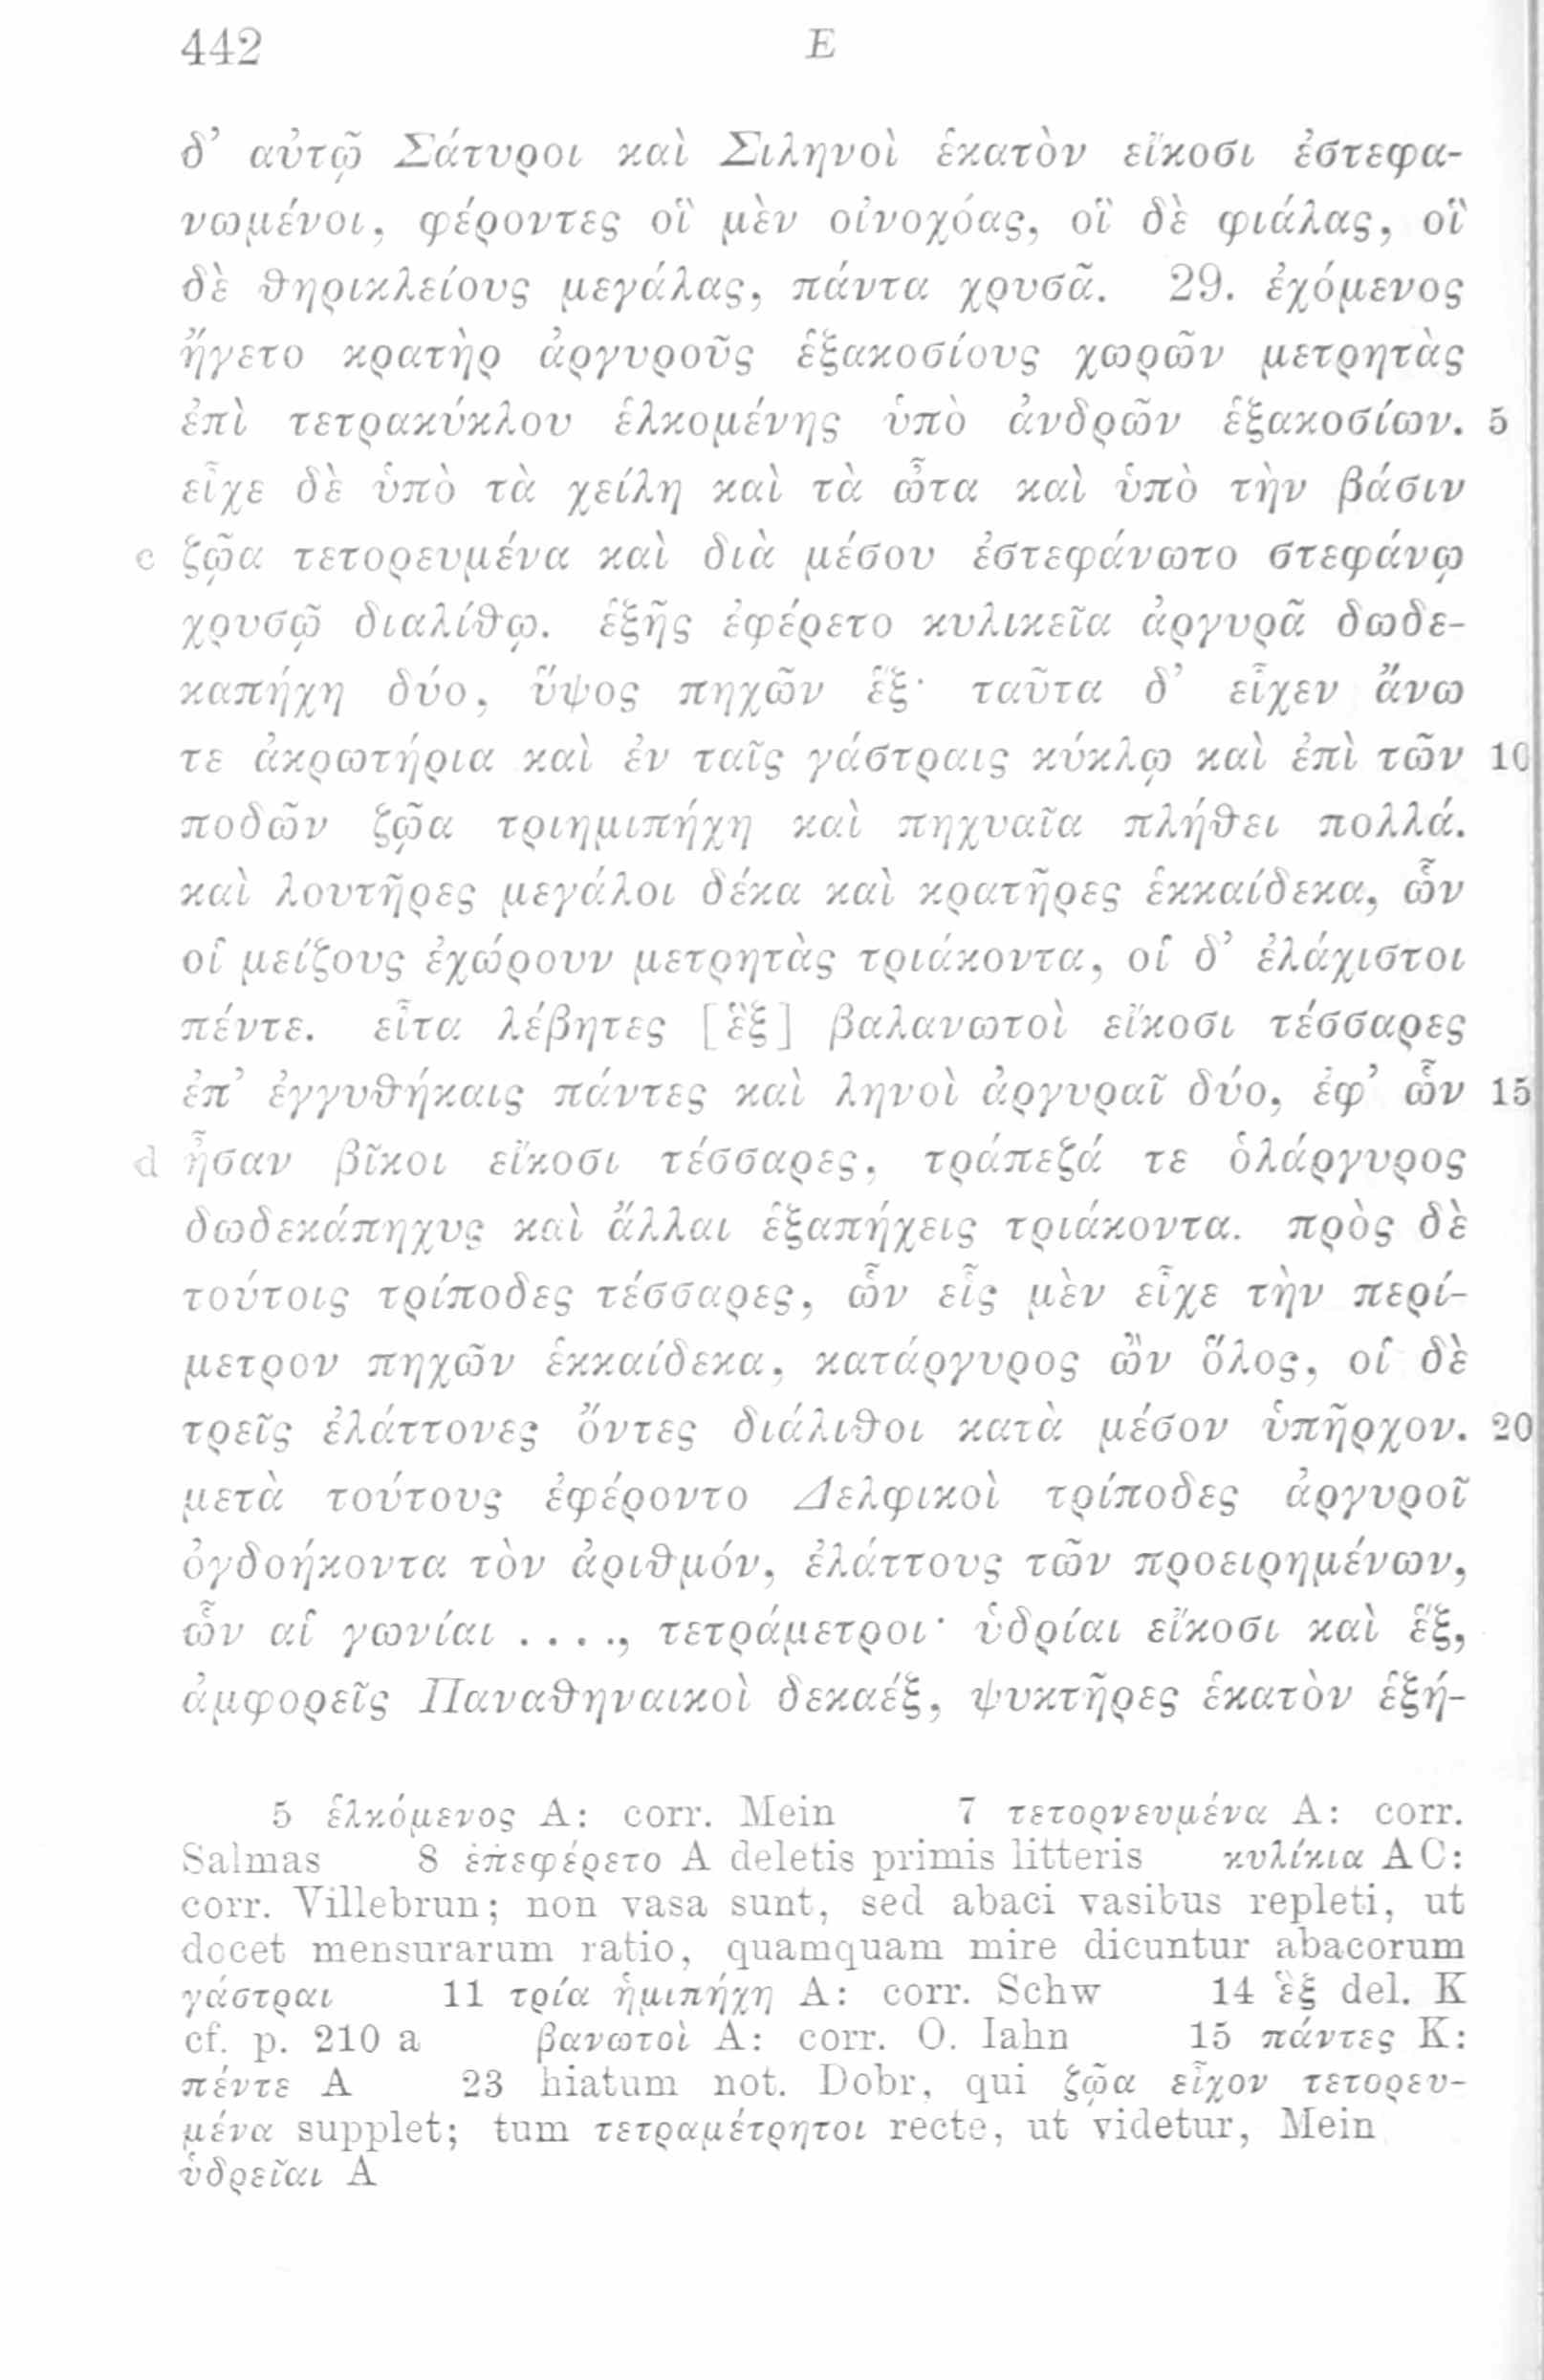 442 E
δ’ αὐτῷ Σάτυροι καὶ Σιληνοὶ ἑκατὸν εἴκοσι ἐστεφα-
νωμένοι, φέροντες οἳ μὲν οἰνοχόας, οἳ δὲ φιάλας, οἳ
δὲ θηρικλείους μεγάλας, πάντα χρυσᾶ. 29. ἐχόμενος
ἤγετο κρατὴρ ἀργυροῦς ἑξακοσίους χωρῶν μετρητὰς
ἐπὶ τετρακύκλου ἑλκομένης ὑπὸ ἀνδρῶν ἑξακοσίων. 5
εἶχε δὲ ὑπὸ τὰ χείλη καὶ τὰ ὦτα καὶ ὑπὸ τὴν βάσιν
c ζῷα τετορευμένα καὶ διὰ μέσου ἐστεφάνωτο στεφάνῳ
χρυσῷ διαλίθῳ. ἑξῆς ἐφέρετο κυλικεῖα ἀργυρᾶ δωδε-
καπήχη δύο, ὕψος πηχῶν ἕξ· ταῦτα δ’ εἶχεν ἄνω
τε ἀκρωτήρια καὶ ἐν ταῖς γάστραις κύκλῳ καὶ ἐπὶ τῶν 10
ποδῶν ζῷα τριημιπήχη καὶ πηχυαῖα πλήθει πολλά.
καὶ λουτῆρες μεγάλοι δέκα καὶ κρατῆρες ἑκκαίδεκα, ὧν
οἱ μείζους ἐχώρουν μετρητὰς τριάκοντα, οἱ δ’ ἐλάχιστοι
πέντε. εἶτα λέβητες [ἓξ] βαλανωτοὶ εἴκοσι τέσσαρες
ἐπ’ ἐγγυθήκαις πάντες καὶ ληνοὶ ἀργυραῖ δύο, ἐφ’ ὧν 15
d ἦσαν βῖκοι εἴκοσι τέσσαρες, τράπεζά τε ὁλάργυρος
δωδεκάπηχυς καὶ ἄλλαι ἑξαπήχεις τριάκοντα. πρὸς δὲ
τούτοις τρίποδες τέσσαρες, ὧν εἷς μὲν εἶχε τὴν περί-
μετρον πηχῶν ἑκκαίδεκα, κατάργυρος ὢν ὅλος, οἱ δὲ
τρεῖς ἐλάττονες ὄντες διάλιθοι κατὰ μέσον ὑπῆρχον. 20
μετὰ τούτους ἐφέροντο Δελφικοὶ τρίποδες ἀργυροῖ
ὀγδοήκοντα τὸν ἀριθμόν, ἐλάττους τῶν προειρημένων,
ὧν αἱ γωνίαι ...., τετράμετροι· ὑδρίαι εἴκοσι καὶ ἕξ,
ἀμφορεῖς Παναθηναικοὶ δεκαέξ, ψυκτῆρες ἑκατὸν ἑξή-
5 ἑλκόμενος A: corr. Mein 7 τετορνευμένα A: corr.
Salmas 8 ἐπεφέρετο A deletis primis litteris κυλίκια AC:
corr. Villebrun; non vasa sunt, sed abaci vasibus repleti, ut
docet mensurarum ratio, quamquam mire dicuntur abacorum
γάστραι 11 τρία ἡμιπήχη A: corr. Schw 14 ἓξ del. K
cf. p. 210 a βανωτοὶ A: corr. O. Iahn 15 πάντες K:
πέντε A 23 hiatum not. Dobr, qui ζῷα εἶχον τετορευ-
μένα supplet; tum τετραμέτρητοι recte, ut videtur, Mein
ὑδρεῖαι A